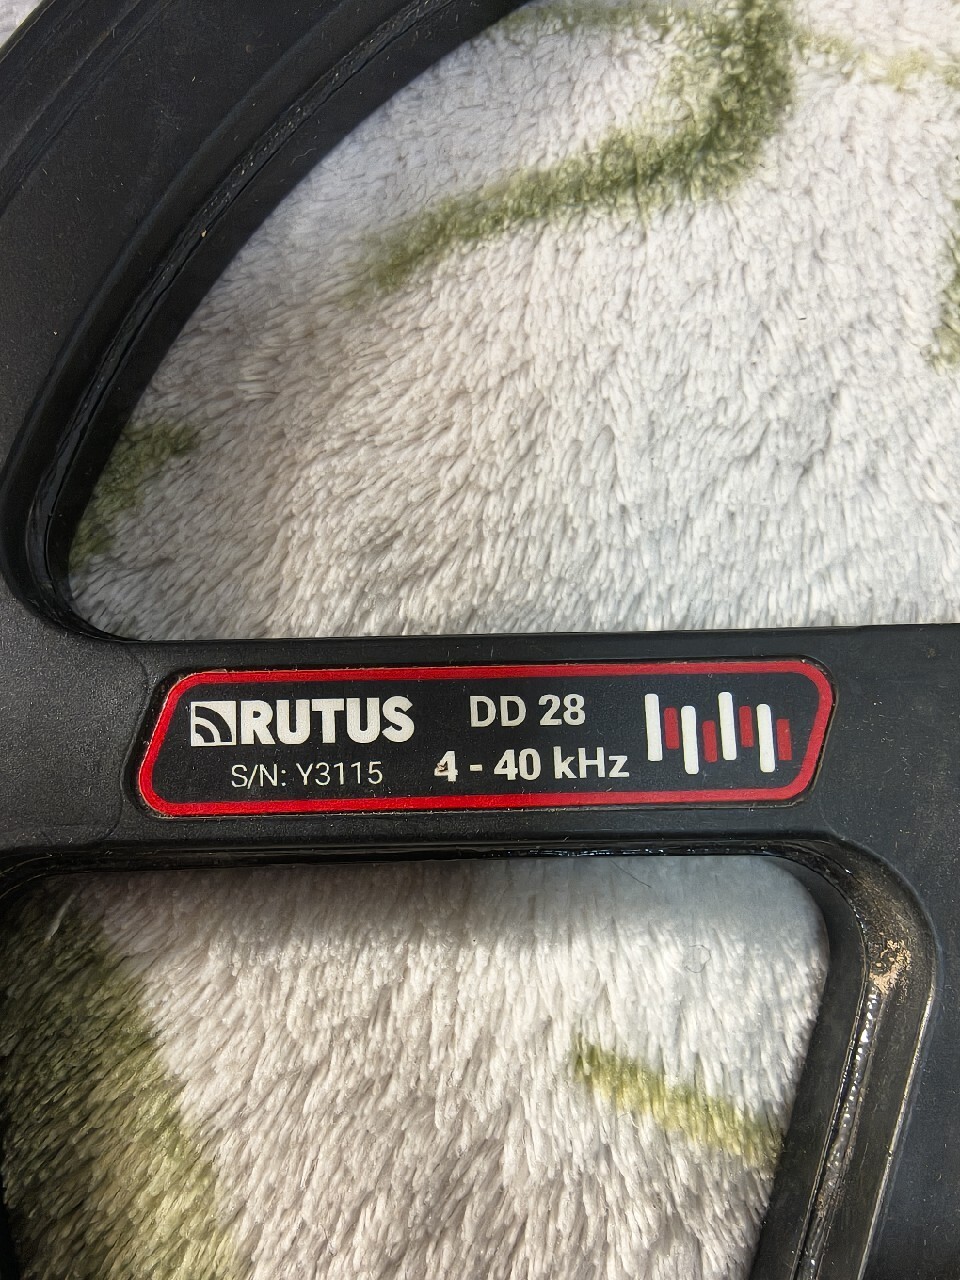 RUTUS DD 28
S/N: Y3115 4 - 40 kHz